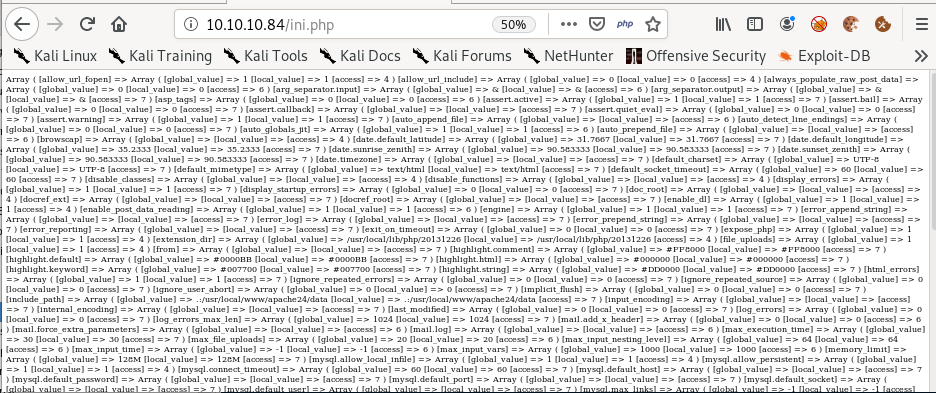 10.10.10.84/ini.php
50%
php
Kali Linux Kali Training Kali Tools Kali Docs Kali Forums NetHunter Offensive Security Exploit-DB
Array ( [allow_url_fopen] => Array ( [global_value] => 1 [local_value] => 1 [access] => 4 ) [allow_url_include] => Array ( [global_value] => 0 [local_value] => 0 [access] => 4 ) [always_populate_raw_post_data] =>
Array ( [global_value] => 0 [local_value] => 0 [access] => 6 ) [arg_separator.input] => Array ( [global_value] => & [local_value] => & [access] => 6 ) [arg_separator.output] => Array ( [global_value] => &
[local_value] => & [access] => 7 ) [asp_tags] => Array ( [global_value] => 0 [local_value] => 0 [access] => 6 ) [assert.active] => Array ( [global_value] => 1 [local_value] => 1 [access] => 7 ) [assert.bail] =>
Array ( [global_value] => 0 [local_value] => 0 [access] => 7 ) [assert.callback] => Array ( [global_value] => [local_value] => [access] => 7 ) [assert.quiet_eval] => Array ( [global_value] => 0 [local_value] => 0 [access]
=> 7 ) [assert.warning] => Array ( [global_value] => 1 [local_value] => 1 [access] => 7 ) [auto_append_file] => Array ( [global_value] => [local_value] => [access] => 6 ) [auto_detect_line_endings] => Array (
[global_value] => 0 [local_value] => 0 [access] => 7 ) [auto_globals_jit] => Array ( [global_value] => 1 [local_value] => 1 [access] => 6 ) [auto_prepend_file] => Array ( [global_value] => [local_value] => [access] =>
6 ) [browscap] => Array ( [global_value] => [local_value] => [access] => 4 ) [date.default_latitude] => Array ( [global_value] => 31.7667 [local_value] => 31.7667 [access] => 7 ) [date.default_longitude] =>
Array ( [global_value] => 35.2333 [local_value] => 35.2333 [access] => 7 ) [date.sunrise_zenith] => Array ( [global_value] => 90.583333 [local_value] => 90.583333 [access] => 7 ) [date.sunset_zenith] => Array (
[global_value] => 90.583333 [local_value] => 90.583333 [access] => 7 ) [date.timezone] => Array ( [global_value] => [local_value] => [access] => 7 ) [default_charset] => Array ( [global_value] => UTF-8
[local_value] => UTF-8 [access] => 7 ) [default_mimetype] => Array ( [global_value] => text/html [local_value] => text/html [access] => 7 ) [default_socket_timeout] => Array ( [global_value] => 60 [local_value] =>
60 [access] => 7 ) [disable_classes] => Array ( [global_value] => [local_value] => [access] => 4 ) [disable_functions] => Array ( [global_value] => [local_value] => [access] => 4 ) [display_errors] => Array (
[global_value] => 1 [local_value] => 1 [access] => 7 ) [display_startup_errors] => Array ( [global_value] => 0 [local_value] => 0 [access] => 7 ) [doc_root] => Array ( [global_value] => [local_value] => [access] =>
4 ) [docref_ext] => Array ( [global_value] => [local_value] => [access] => 7 ) [docref_root] => Array ( [global_value] => [local_value] => [access] => 7 ) [enable_dl] => Array ( [global_value] => 1 [local_value] =>
1 [access] => 4 ) [enable_post_data_reading] => Array ( [global_value] => 1 [local_value] => 1 [access] => 6 ) [engine] => Array ( [global_value] => 1 [local_value] => 1 [access] => 7 ) [error_append_string] =>
Array ( [global_value] => [local_value] => [access] => 7 ) [error_log] => Array ( [global_value] => [local_value] => [access] => 7 ) [error_prepend_string] => Array ( [global_value] => [local_value] => [access] => 7 )
[error_reporting] => Array ( [global_value] => [local_value] => [access] => 7 ) [exit_on_timeout] => Array ( [global_value] => 0 [local_value] => 0 [access] => 7 ) [expose_php] => Array ( [global_value] => 1
[local_value] => 1 [access] => 4 ) [extension_dir] => Array ( [global_value] => /usr/local/lib/php/20131226 [local_value] => /usr/local/lib/php/20131226 [access] => 4 ) [file_uploads] => Array ( [global_value] => 1
[local_value] => 1 [access] => 4 ) [from] => Array ( [global_value] => [local_value] => [access] => 7 ) [highlight.comment] => Array ( [global_value] => #FF8000 [local_value] => #FF8000 [access] => 7 )
[highlight.default] => Array ( [global_value] => #0000BB [local_value] => #0000BB [access] => 7 ) [highlight.html] => Array ( [global_value] => #000000 [local_value] => #000000 [access] => 7 )
[highlight.keyword] => Array ( [global_value] => #007700 [local_value] => #007700 [access] => 7 ) [highlight.string] => Array ( [global_value] => #DD0000 [local_value] => #DD0000 [access] => 7 ) [html_errors] =>
Array ( [global_value] => 1 [local_value] => 1 [access] => 7 ) [ignore_repeated_errors] => Array ( [global_value] => 0 [local_value] => 0 [access] => 7 ) [ignore_repeated_source] => Array ( [global_value] => 0
[local_value] => 0 [access] => 7 ) [ignore_user_abort] => Array ( [global_value] => 0 [local_value] => 0 [access] => 7 ) [implicit_flush] => Array ( [global_value] => 0 [local_value] => 0 [access] => 7 )
[include_path] => Array ( [global_value] => .:/usr/local/www/apache24/data [local_value] => .:/usr/local/www/apache24/data [access] => 7 ) [input_encoding] => Array ( [global_value] => [local_value] => [access] =>
7 ) [internal_encoding] => Array ( [global_value] => [local_value] => [access] => 7 ) [last_modified] => Array ( [global_value] => 0 [local_value] => 0 [access] => 7 ) [log_errors] => Array ( [global_value] => 0
[local_value] => 0 [access] => 7 ) [log_errors_max_len] => Array ( [global_value] => 1024 [local_value] => 1024 [access] => 7 ) [mail.add_x_header] => Array ( [global_value] => 0 [local_value] => 0 [access] => 6
) [mail.force_extra_parameters] => Array ( [global_value] => [local_value] => [access] => 6 ) [mail.log] => Array ( [global_value] => [local_value] => [access] => 6 ) [max_execution_time] => Array ( [global_value]
=> 30 [local_value] => 30 [access] => 7 ) [max_file_uploads] => Array ( [global_value] => 20 [local_value] => 20 [access] => 6 ) [max_input_nesting_level] => Array ( [global_value] => 64 [local_value] => 64
[access] => 6 ) [max_input_time] => Array ( [global_value] => -1 [local_value] => -1 [access] => 6 ) [max_input_vars] => Array ( [global_value] => 1000 [local_value] => 1000 [access] => 6 ) [memory_limit] =>
Array ( [global_value] => 128M [local_value] => 128M [access] => 7 ) [mysql.allow_local_infile] => Array ( [global_value] => 1 [local_value] => 1 [access] => 4 ) [mysql.allow_persistent] => Array ( [global_value]
=> 1 [local_value] => 1 [access] => 4 ) [mysql.connect_timeout] => Array ( [global_value] => 60 [local_value] => 60 [access] => 7 ) [mysql.default_host] => Array ( [global_value] => [local_value] => [access] => 7
) [mysql.default_password] => Array ( [global_value] => [local_value] => [access] => 7 ) [mysql.default_port] => Array ( [global_value] => [local_value] => [access] => 7 ) [mysql.default_socket] => Array (
[global_value] => [local_value] => [access] => 7 ) [mysql.default_user] => Array ( [global_value] => [local_value] => [access] => 7 ) [mysql.max_links] => Array ( [global_value] => -1 [local_value] => -1 [access]